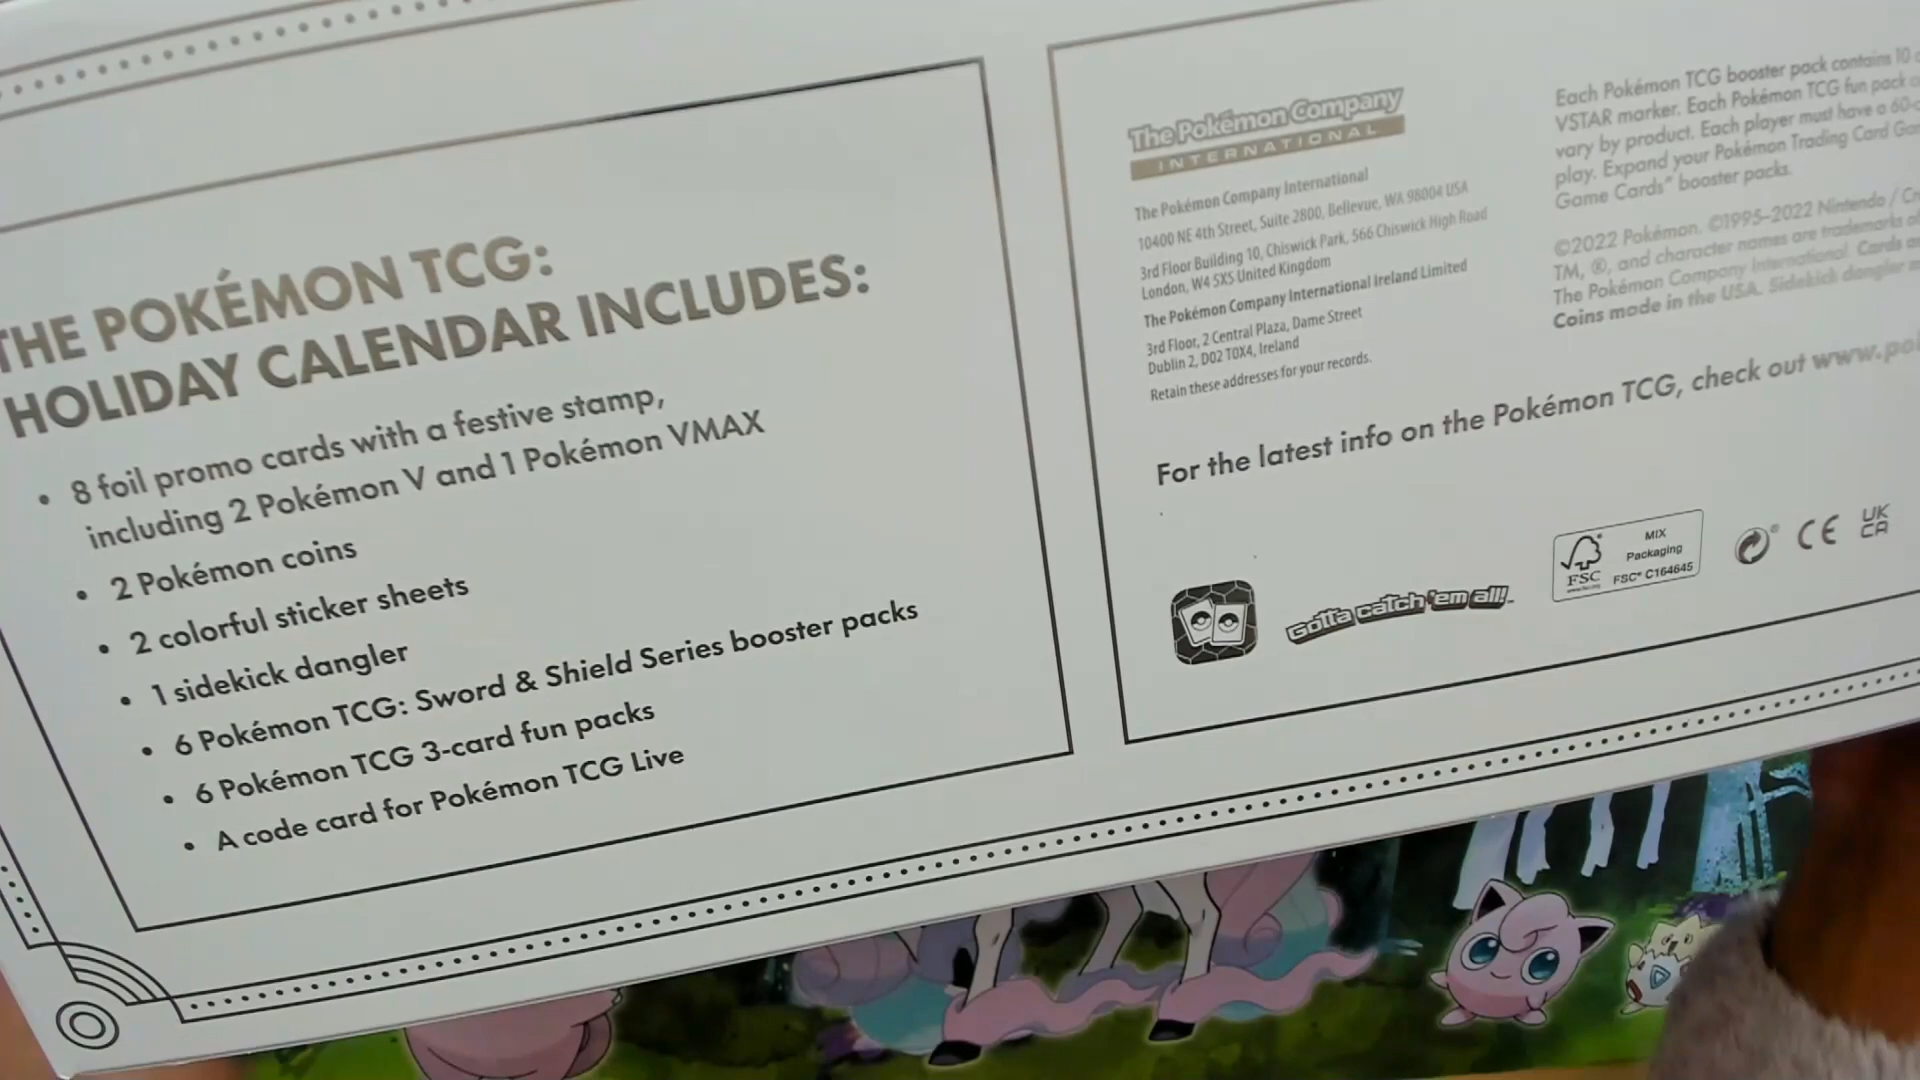 THE POKÉMON TCG:
HOLIDAY CALENDAR INCLUDES:
• 8 foil promo cards with a festive stamp,
including 2 Pokémon V and 1 Pokémon VMAX
• 2 Pokémon coins
• 2 colorful sticker sheets
• 1 sidekick dangler
• 6 Pokémon TCG: Sword & Shield Series booster packs
• 6 Pokémon TCG 3-card fun packs
• A code card for Pokémon TCG Live
The Pokémon Company
INTERNATIONAL
The Pokémon Company International
10400 NE 4th Street, Suite 2800, Bellevue, WA 98004 USA
3rd Floor Building 10, Chiswick Park, 566 Chiswick High Road
London, W4 5XS United Kingdom
The Pokémon Company International Ireland Limited
3rd Floor, 2 Central Plaza, Dame Street
Dublin 2, D02 T0X4, Ireland
Retain these addresses for your records.
Each Pokémon TCG booster pack contains 10
VSTAR marker. Each Pokémon TCG fun pack
vary by product. Each player must have a 60-
play. Expand your Pokémon Trading Card
Game Cards" booster packs.
©2022 Pokémon. ©1995–2022 Nintendo /
TM, ®, and character names are trademarks of
The Pokémon Company International. Cards
Coins made in the USA. Sidekick dangler
For the latest info on the Pokémon TCG, check out www.po
Gotta catch 'em all!™
FSC
MIX
Packaging
FSC® C164645
CE
UK
CA